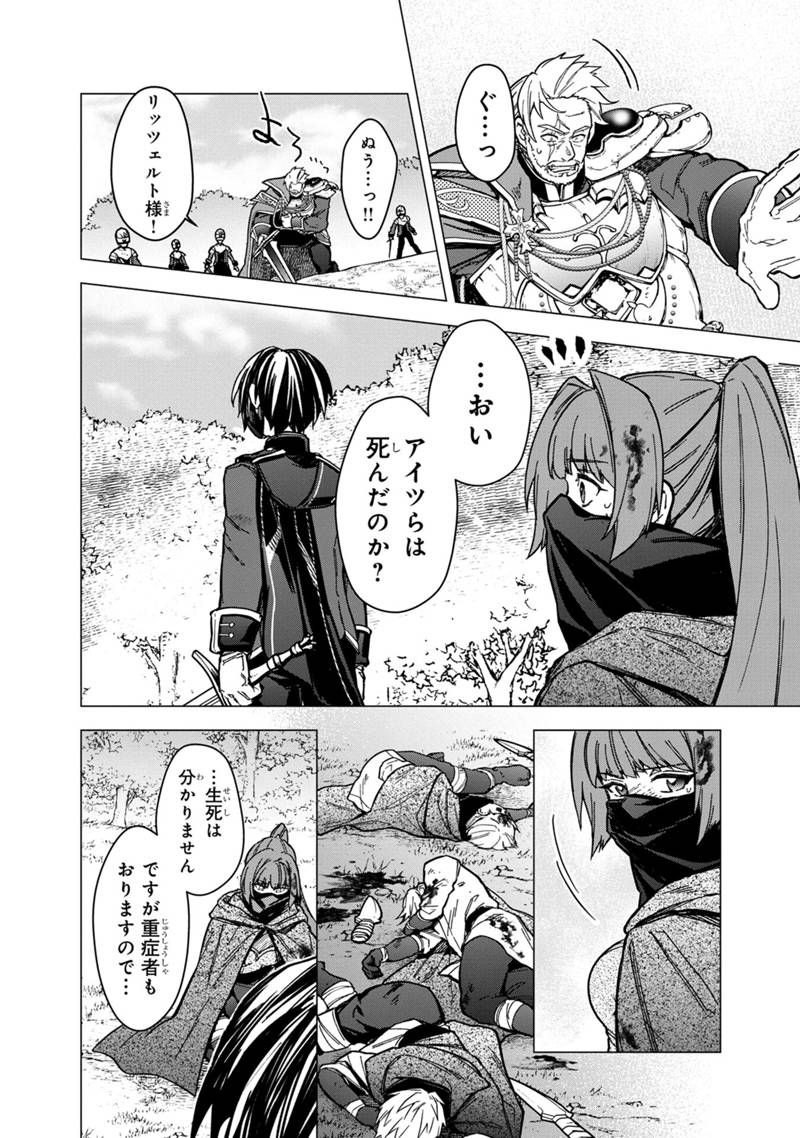 ぐ…っ
ぬぅ…っ!!
よろ
リッツェルト様！
…おい
アイツらは
死んだのか？
…生死は
分かりません
ですが重症者も
おりますので…